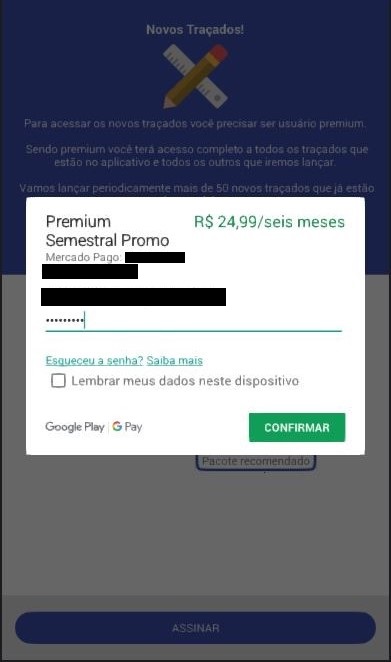 Novos Traçados!
Para acessar os novos traçados você precisar ser usuário premium.
Sendo premium você terá acesso completo a todos os traçados que
estão no aplicativo e todos os outros que iremos lançar.
Vamos lançar periodicamente mais de 50 novos traçados que já estão
Premium
Semestral Promo
R$ 24,99/seis meses
Mercado Pago:
•••••••••
Esqueceu a senha? Saiba mais
Lembrar meus dados neste dispositivo
Google Play | G Pay
CONFIRMAR
Pacote recomendado
ASSINAR